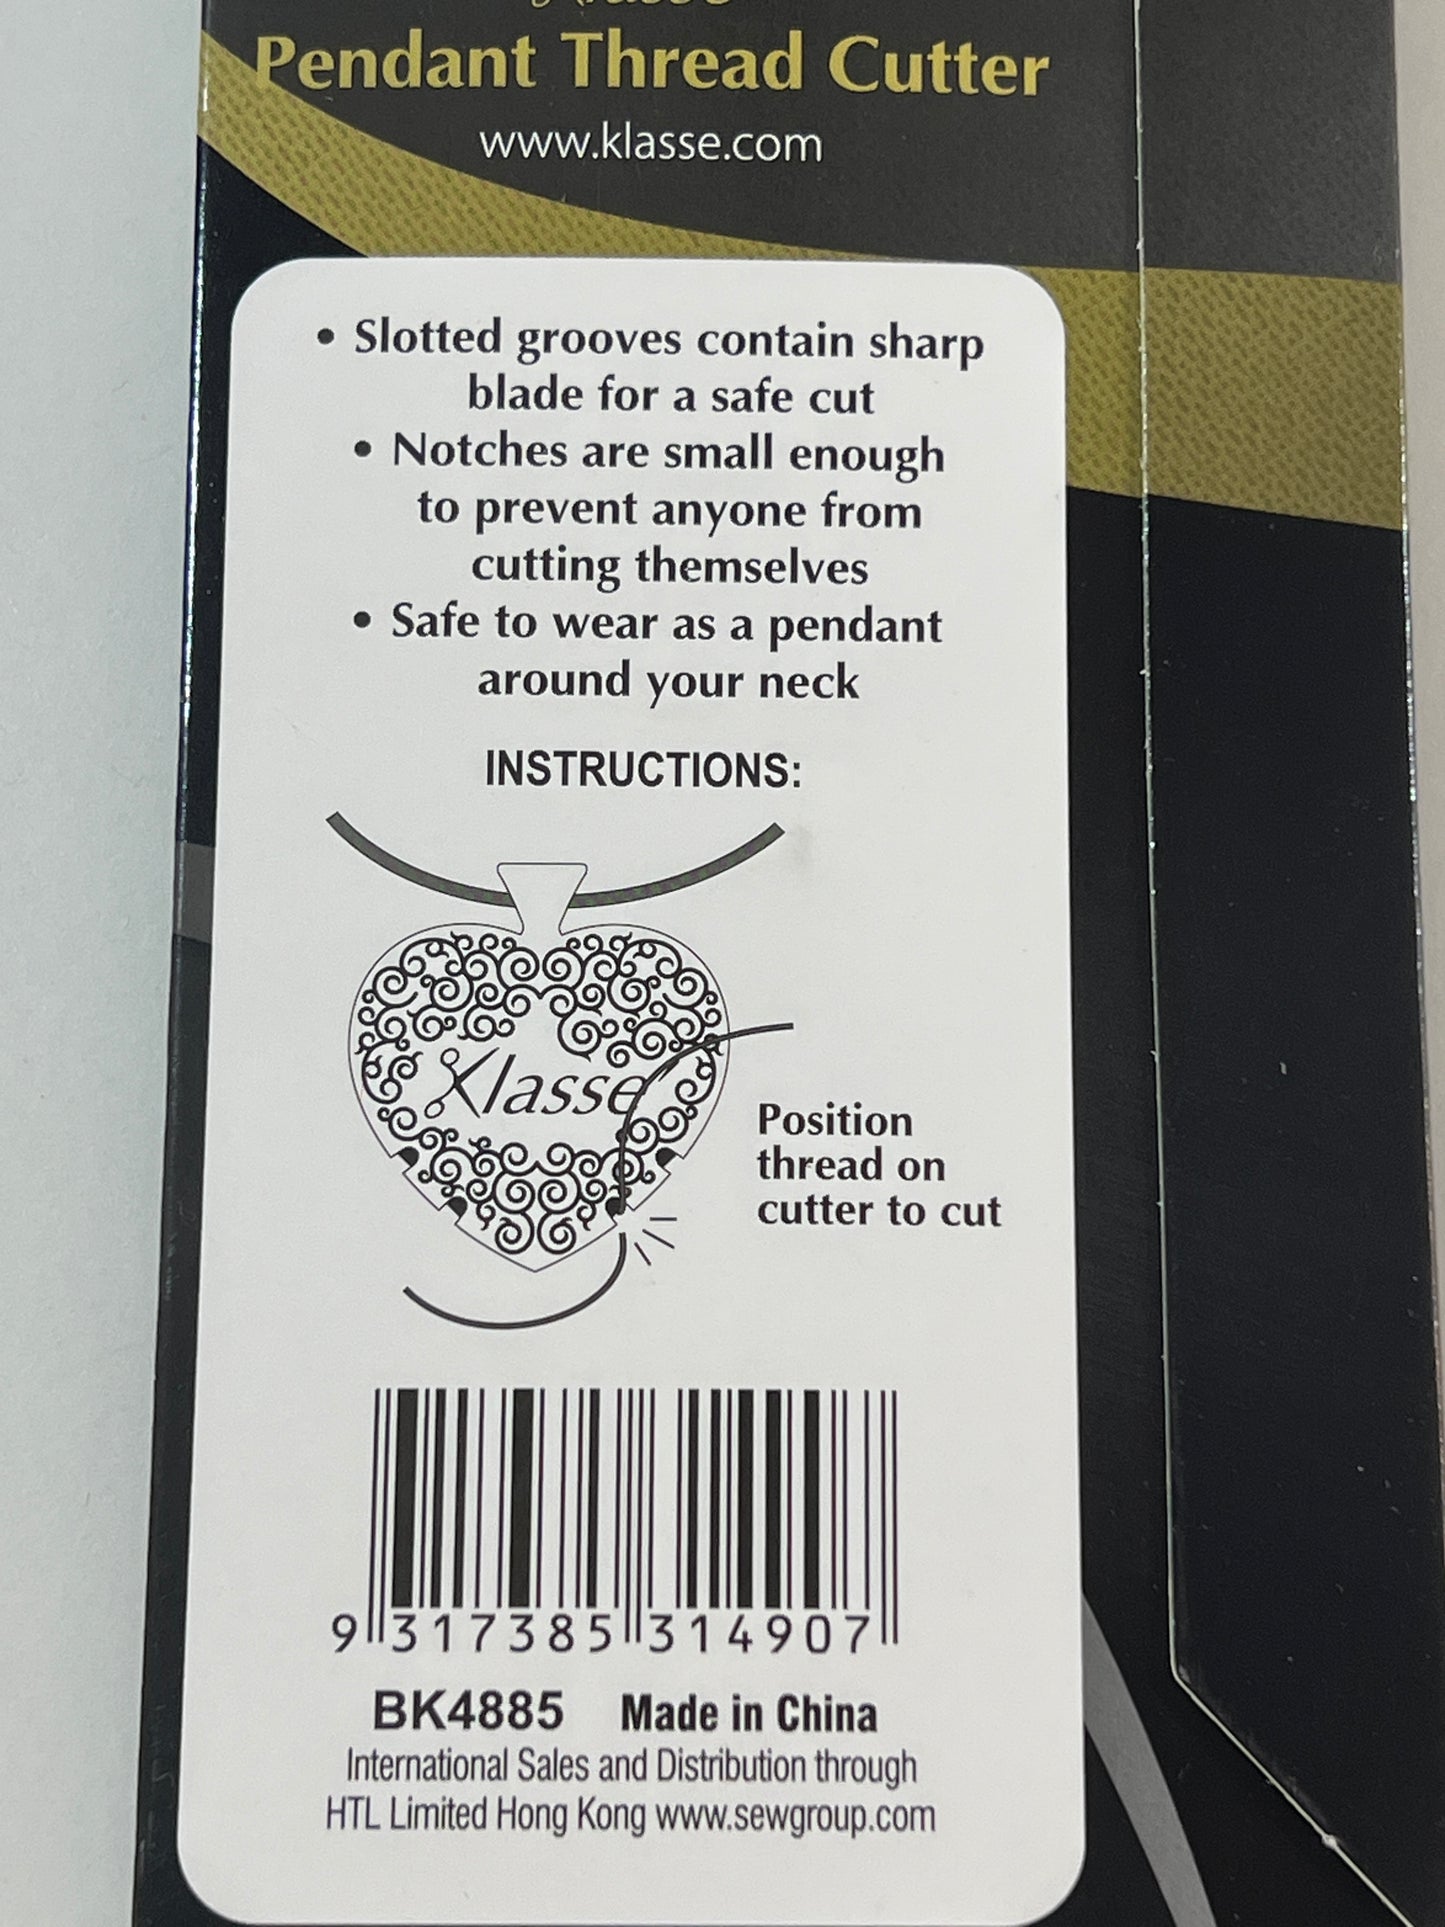 Klasse
Pendant Thread Cutter
www.klasse.com
• Slotted grooves contain sharp
blade for a safe cut
• Notches are small enough
to prevent anyone from
cutting themselves
• Safe to wear as a pendant
around your neck
INSTRUCTIONS:
Klasse
Position
thread on
cutter to cut
9 317385 314907
BK4885 Made in China
International Sales and Distribution through
HTL Limited Hong Kong www.sewgroup.com